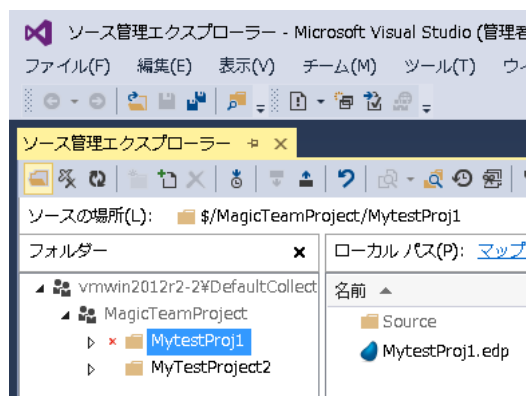 ソース管理エクスプローラー - Microsoft Visual Studio (管理者
ファイル(F) 編集(E) 表示(V) チーム(M) ツール(T) ウィ
ソース管理エクスプローラー
ソースの場所(L): $/MagicTeamProject/MytestProj1
フォルダー
ローカル パス(P): マップ
vmwin2012r2-2¥DefaultCollect
名前
MagicTeamProject
Source
MytestProj1
MytestProj1.edp
MyTestProject2